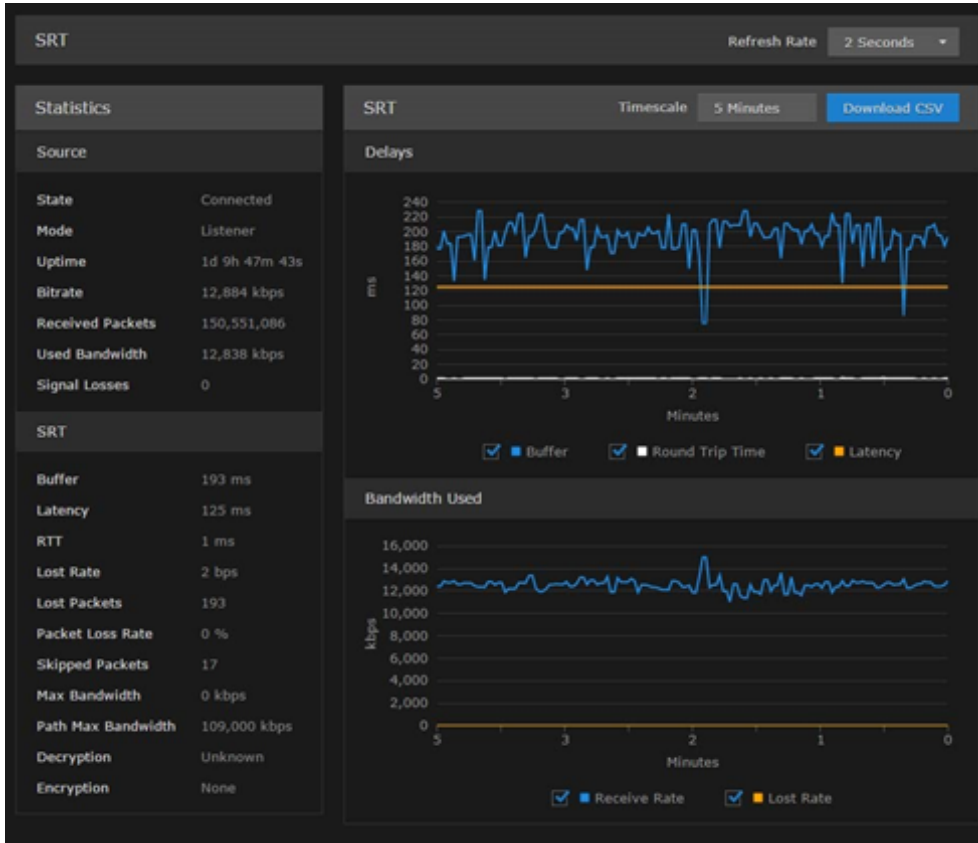 SRT
Refresh Rate 2 Seconds
Statistics
Source
State Connected
Mode Listener
Uptime 1d 9h 47m 43s
Bitrate 12,884 kbps
Received Packets 150,551,086
Used Bandwidth 12,838 kbps
Signal Losses 0
SRT
Buffer 193 ms
Latency 125 ms
RTT 1 ms
Lost Rate 2 bps
Lost Packets 193
Packet Loss Rate 0 %
Skipped Packets 17
Max Bandwidth 0 kbps
Path Max Bandwidth 109,000 kbps
Decryption Unknown
Encryption None
SRT Timescale 5 Minutes Download CSV
Delays
240
220
200
180
160
140
120
100
80
60
40
20
0
ms
5 3 2 1 0
Minutes
Buffer Round Trip Time Latency
Bandwidth Used
16,000
14,000
12,000
10,000
8,000
6,000
4,000
2,000
0
kbps
5 3 2 1 0
Minutes
Receive Rate Lost Rate